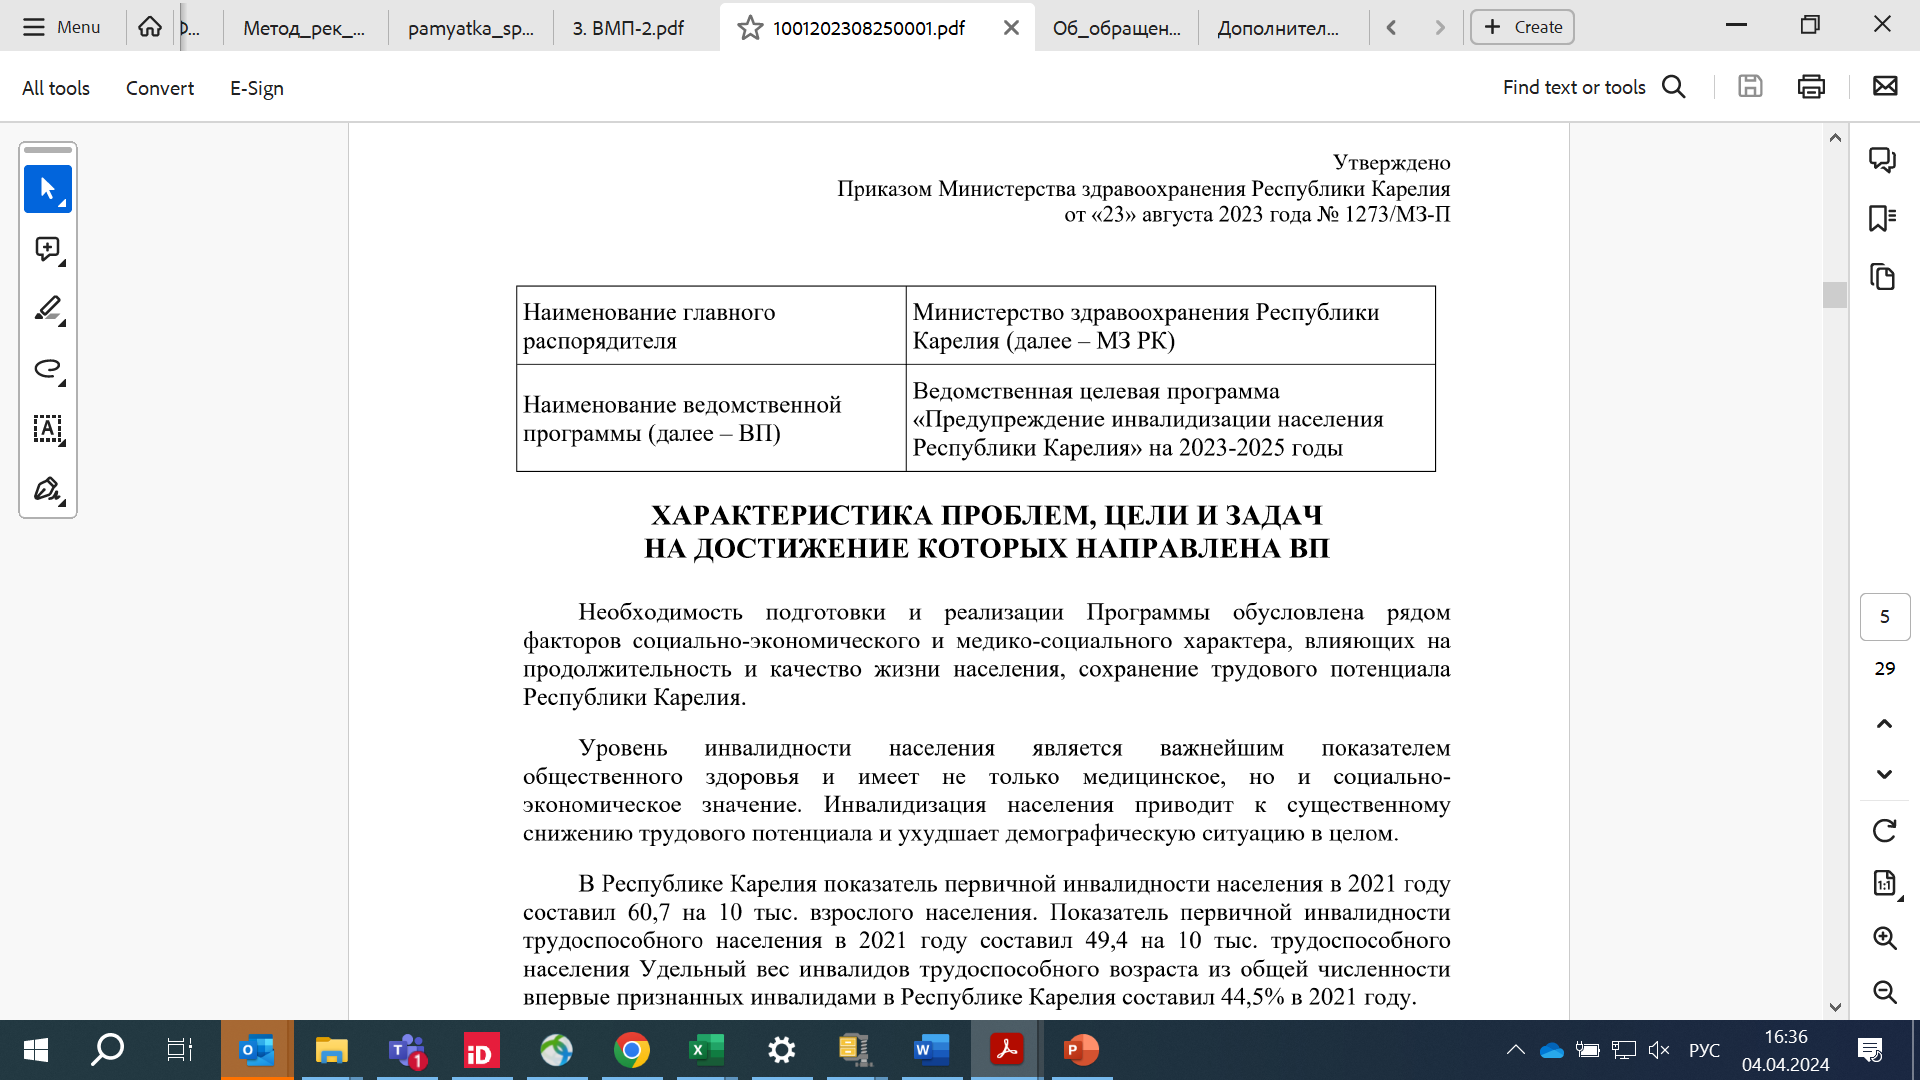 Menu
Ф...
Метод_рек_...
pamyatka_sp...
3. ВМП-2.pdf
1001202308250001.pdf
Об_обращен...
Дополнител...
Create
All tools
Convert
E-Sign
Find text or tools
Утверждено
Приказом Министерства здравоохранения Республики Карелия
от «23» августа 2023 года № 1273/МЗ-П
Наименование главного
распорядителя
Министерство здравоохранения Республики
Карелия (далее – МЗ РК)
Наименование ведомственной
программы (далее – ВП)
Ведомственная целевая программа
«Предупреждение инвалидизации населения
Республики Карелия» на 2023-2025 годы
ХАРАКТЕРИСТИКА ПРОБЛЕМ, ЦЕЛИ И ЗАДАЧ
НА ДОСТИЖЕНИЕ КОТОРЫХ НАПРАВЛЕНА ВП
Необходимость подготовки и реализации Программы обусловлена рядом
факторов социально-экономического и медико-социального характера, влияющих на
продолжительность и качество жизни населения, сохранение трудового потенциала
Республики Карелия.
Уровень инвалидности населения является важнейшим показателем
общественного здоровья и имеет не только медицинское, но и социально-
экономическое значение. Инвалидизация населения приводит к существенному
снижению трудового потенциала и ухудшает демографическую ситуацию в целом.
В Республике Карелия показатель первичной инвалидности населения в 2021 году
составил 60,7 на 10 тыс. взрослого населения. Показатель первичной инвалидности
трудоспособного населения в 2021 году составил 49,4 на 10 тыс. трудоспособного
населения Удельный вес инвалидов трудоспособного возраста из общей численности
впервые признанных инвалидами в Республике Карелия составил 44,5% в 2021 году.
5
29
1:1
1
iD
РУС
16:36
04.04.2024